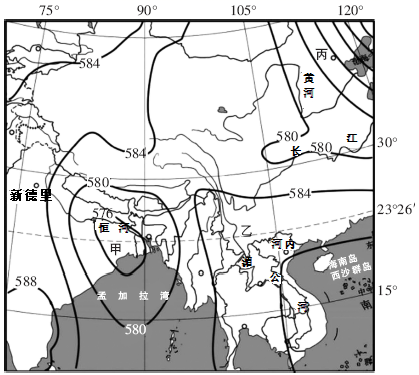 75° 90° 105° 120°
丙
584
黄
河
580
长 580 江
30°
584
580
584
新德里
576
23°26′
恒 河
甲
乙
河内
湄
公
河
海南岛
西沙群岛
东
南
588
孟 加 拉 湾
15°
580